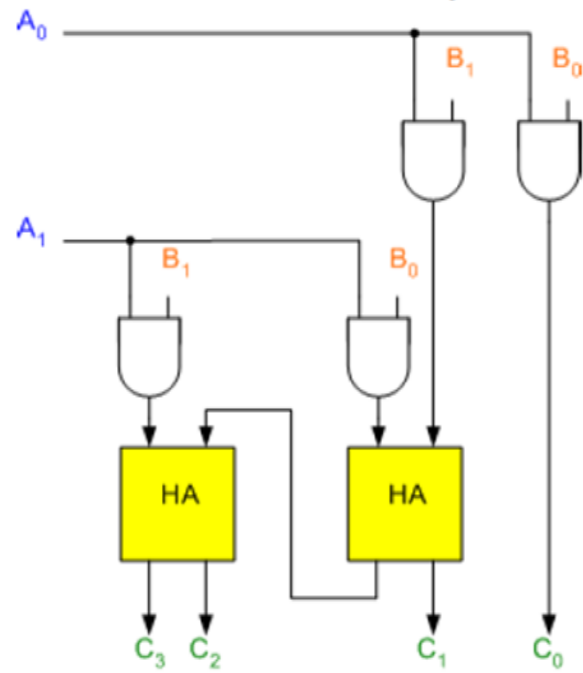 A₀
B₁ B₀
A₁
B₁ B₀
HA HA
C₃ C₂ C₁ C₀